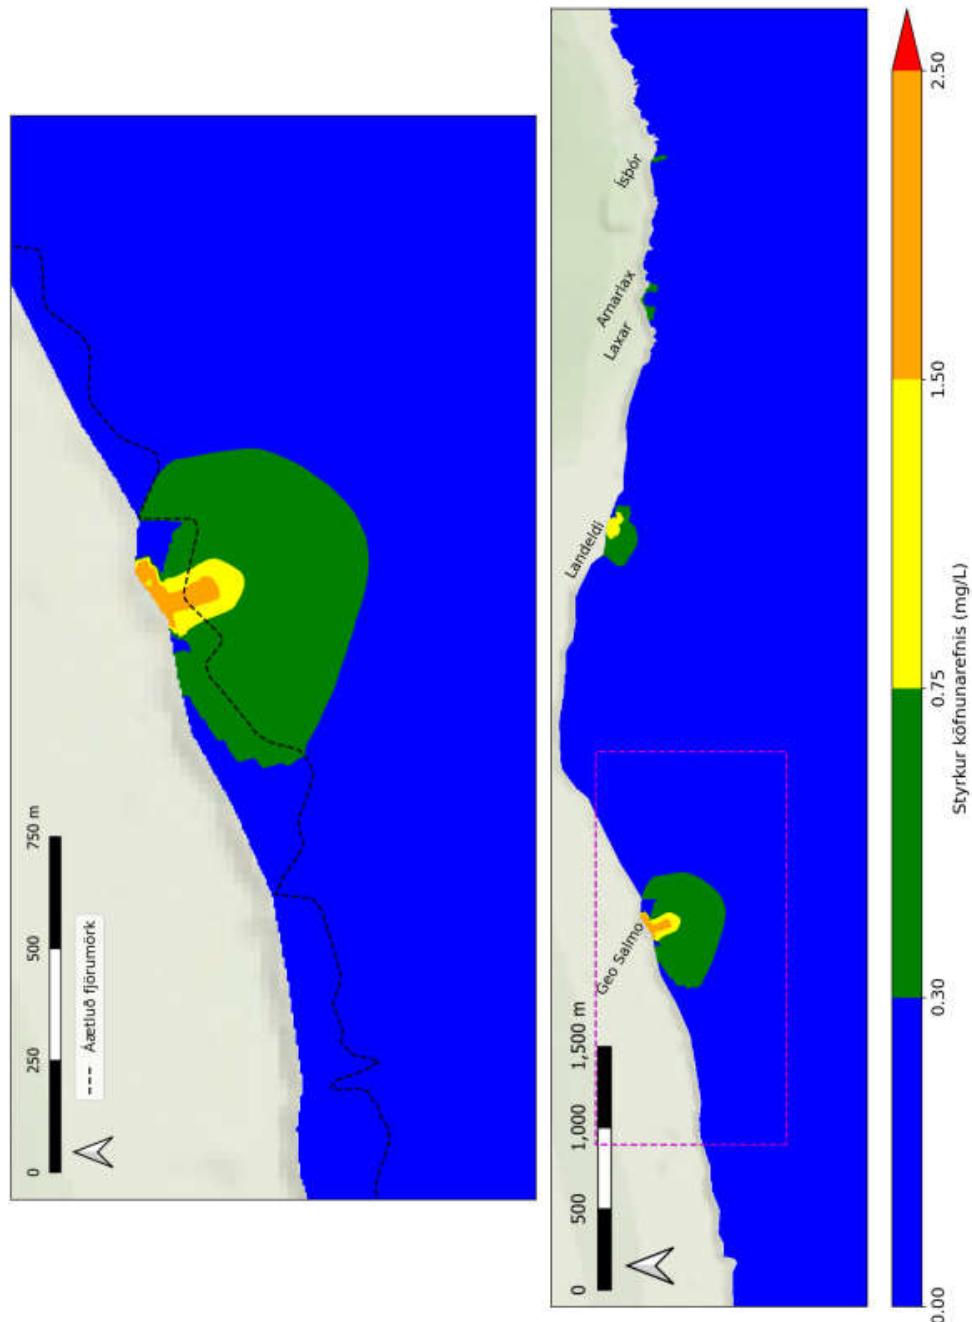 0 250 500 750 m
Áætluð fjörumörk
0 500 1,000 1,500 m
Geo Salmo
Landeldi
Laxar
Arnarlax
Ísþór
0.00 0.30 0.75 1.50 2.50
Styrkur köfnunarefnis (mg/L)